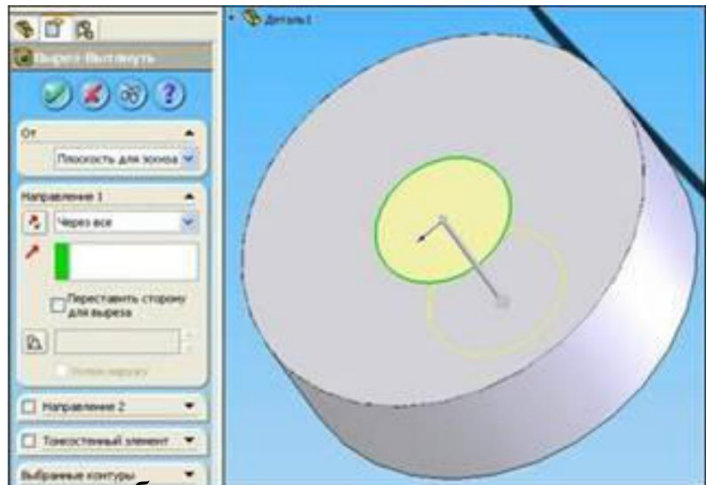 Деталь1
Вырез-Вытянуть
?
От
Плоскость для эскиза
Направление 1
Через все
Переставить сторону
для выреза
Направление 2
Тонкостенный элемент
Выбранные контуры